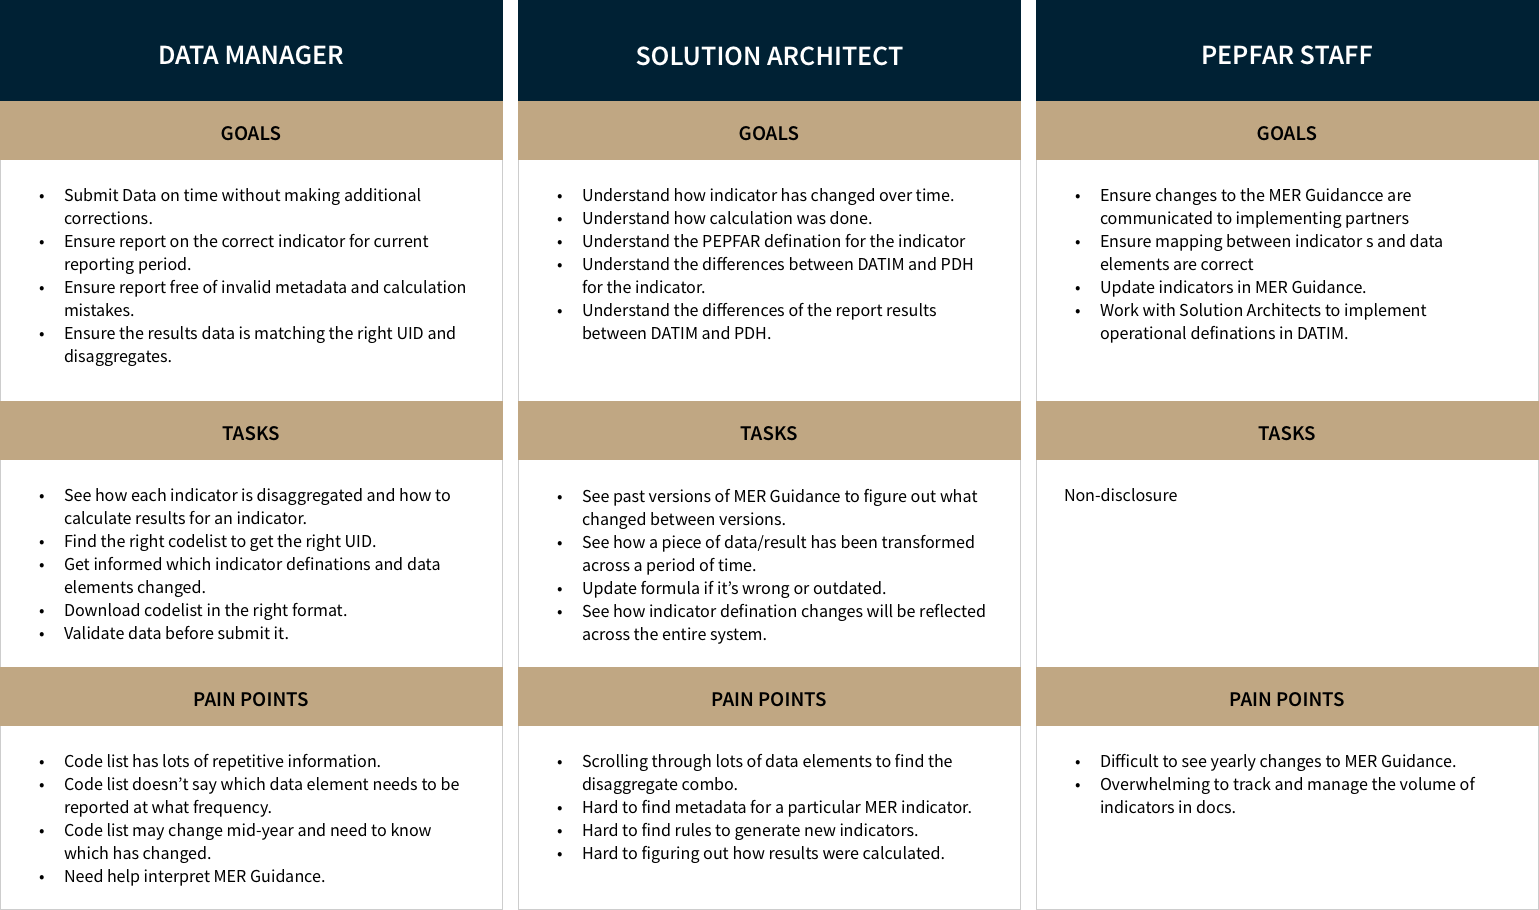 DATA MANAGER
GOALS
• Submit Data on time without making additional
corrections.
• Ensure report on the correct indicator for current
reporting period.
• Ensure report free of invalid metadata and calculation
mistakes.
• Ensure the results data is matching the right UID and
disaggregates.
TASKS
• See how each indicator is disaggregated and how to
calculate results for an indicator.
• Find the right codelist to get the right UID.
• Get informed which indicator definations and data
elements changed.
• Download codelist in the right format.
• Validate data before submit it.
PAIN POINTS
• Code list has lots of repetitive information.
• Code list doesn’t say which data element needs to be
reported at what frequency.
• Code list may change mid-year and need to know
which has changed.
• Need help interpret MER Guidance.
SOLUTION ARCHITECT
GOALS
• Understand how indicator has changed over time.
• Understand how calculation was done.
• Understand the PEPFAR defination for the indicator
• Understand the differences between DATIM and PDH
for the indicator.
• Understand the differences of the report results
between DATIM and PDH.
TASKS
• See past versions of MER Guidance to figure out what
changed between versions.
• See how a piece of data/result has been transformed
across a period of time.
• Update formula if it’s wrong or outdated.
• See how indicator defination changes will be reflected
across the entire system.
PAIN POINTS
• Scrolling through lots of data elements to find the
disaggregate combo.
• Hard to find metadata for a particular MER indicator.
• Hard to find rules to generate new indicators.
• Hard to figuring out how results were calculated.
PEPFAR STAFF
GOALS
• Ensure changes to the MER Guidancce are
communicated to implementing partners
• Ensure mapping between indicator s and data
elements are correct
• Update indicators in MER Guidance.
• Work with Solution Architects to implement
operational definations in DATIM.
TASKS
Non-disclosure
PAIN POINTS
• Difficult to see yearly changes to MER Guidance.
• Overwhelming to track and manage the volume of
indicators in docs.